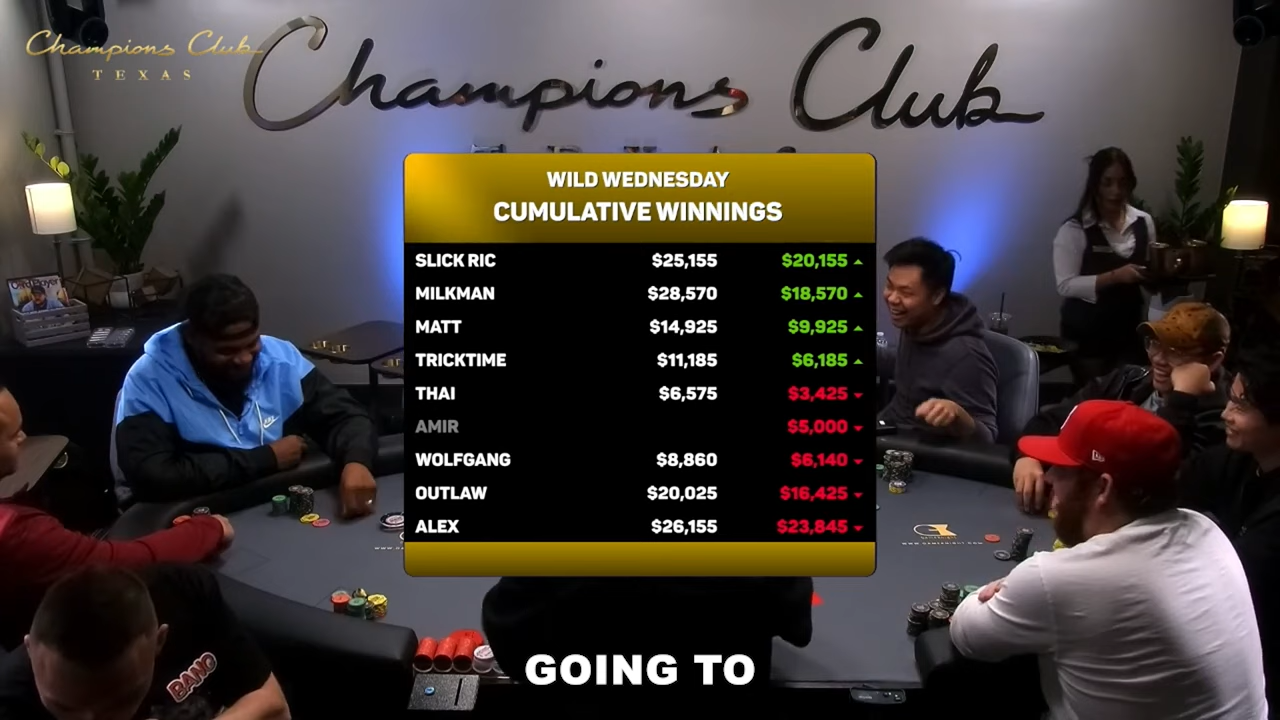 Champions Club
TEXAS
Champions Club
WILD WEDNESDAY
CUMULATIVE WINNINGS
SLICK RIC $25,155 $20,155
MILKMAN $28,570 $18,570
MATT $14,925 $9,925
TRICKTIME $11,185 $6,185
THAI $6,575 $3,425
AMIR $5,000
WOLFGANG $8,860 $6,140
OUTLAW $20,025 $16,425
ALEX $26,155 $23,845
BANG
GOING TO